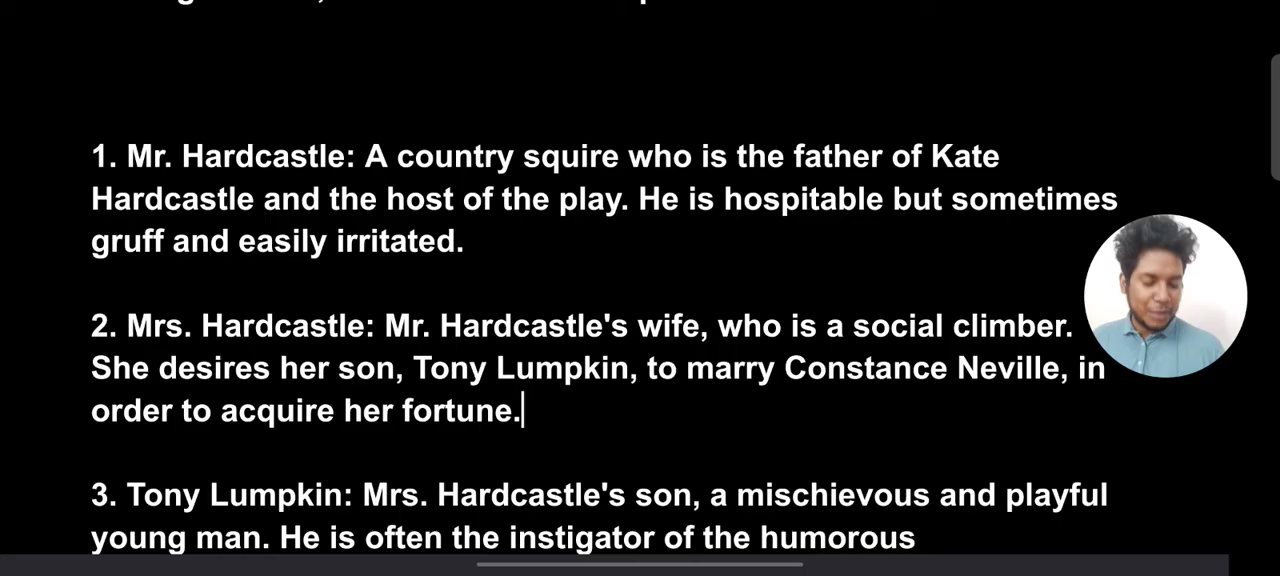 1. Mr. Hardcastle: A country squire who is the father of Kate
Hardcastle and the host of the play. He is hospitable but sometimes
gruff and easily irritated.
2. Mrs. Hardcastle: Mr. Hardcastle's wife, who is a social climber.
She desires her son, Tony Lumpkin, to marry Constance Neville, in
order to acquire her fortune.
3. Tony Lumpkin: Mrs. Hardcastle's son, a mischievous and playful
young man. He is often the instigator of the humorous